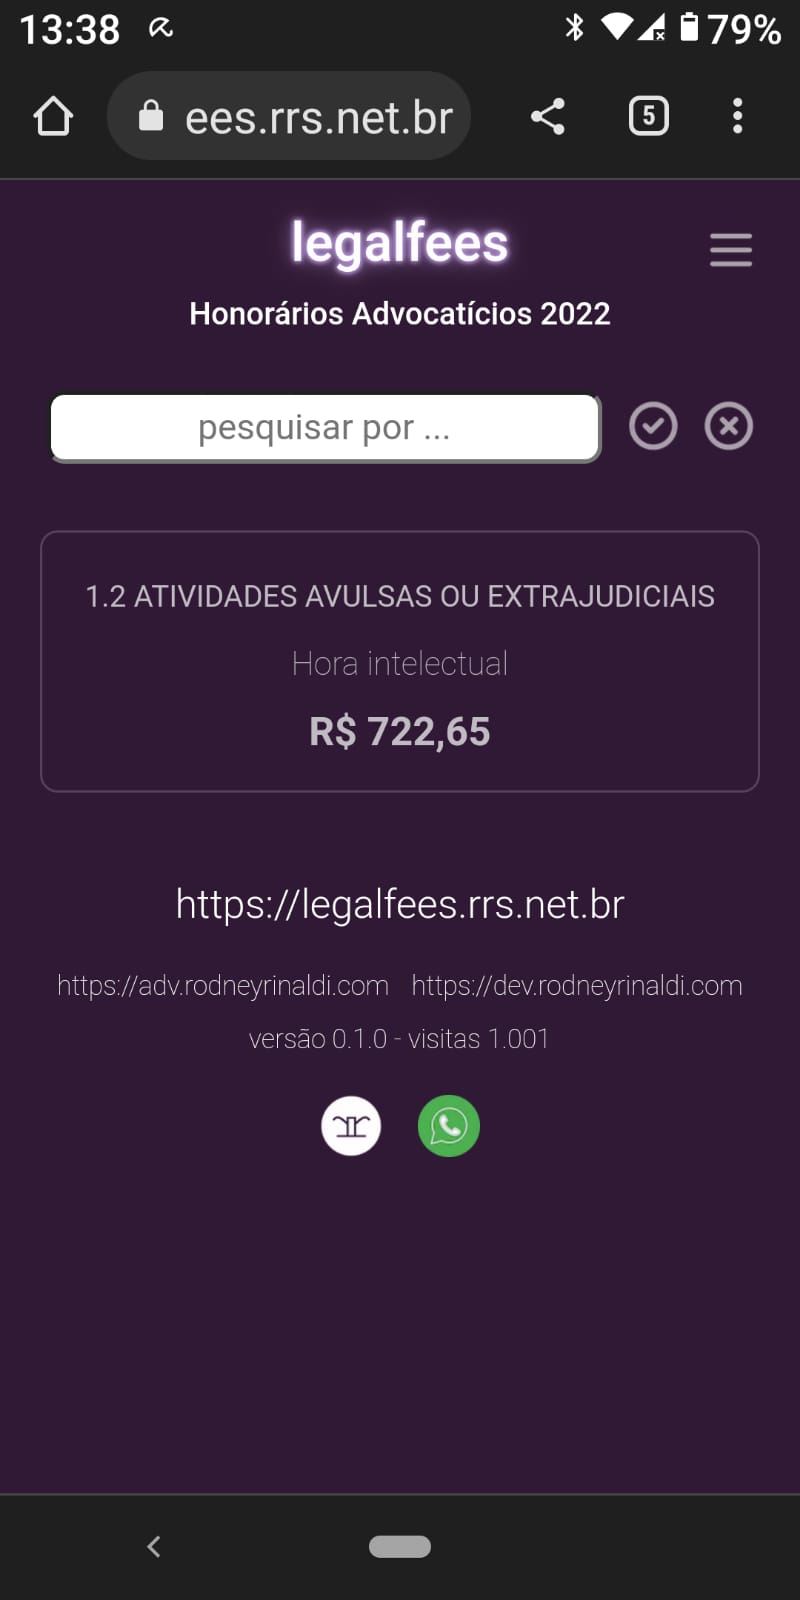 13:38 79%
ees.rrs.net.br 5
legalfees
Honorários Advocatícios 2022
pesquisar por ...
1.2 ATIVIDADES AVULSAS OU EXTRAJUDICIAIS
Hora intelectual
R$ 722,65
https://legalfees.rrs.net.br
https://adv.rodneyrinaldi.com https://dev.rodneyrinaldi.com
versão 0.1.0 - visitas 1.001